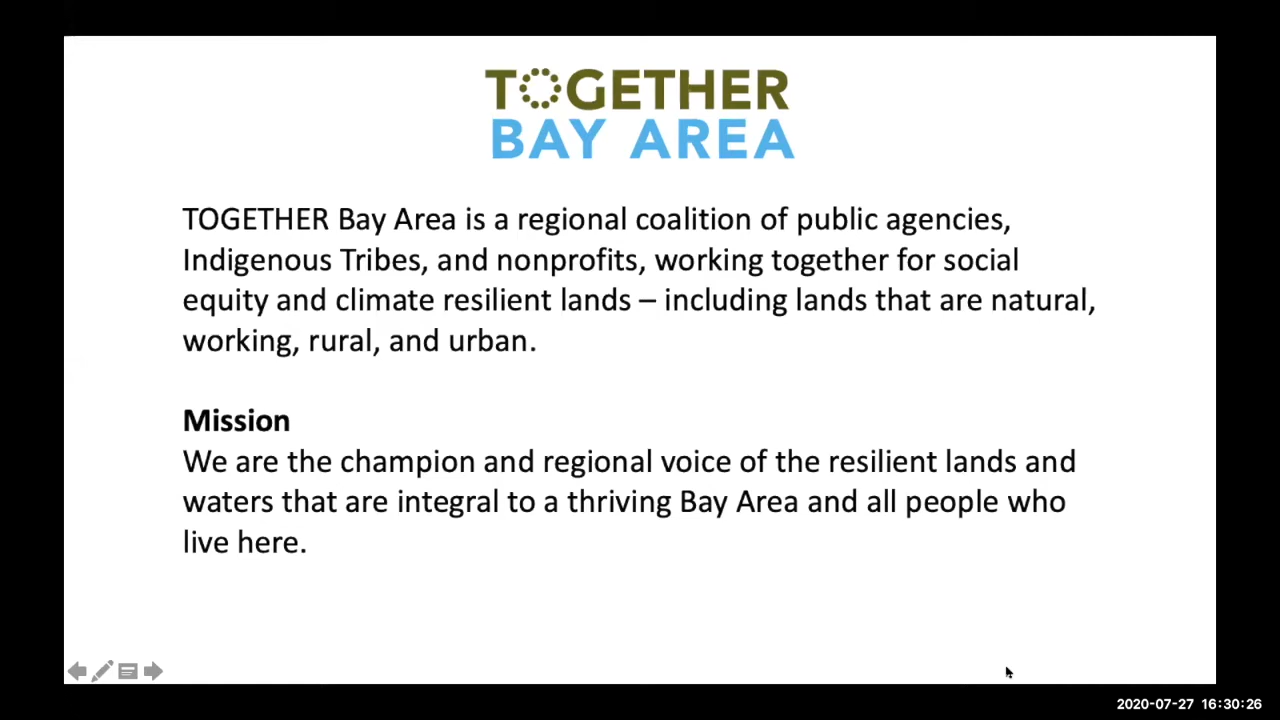 TOGETHER
BAY AREA
TOGETHER Bay Area is a regional coalition of public agencies,
Indigenous Tribes, and nonprofits, working together for social
equity and climate resilient lands – including lands that are natural,
working, rural, and urban.
Mission
We are the champion and regional voice of the resilient lands and
waters that are integral to a thriving Bay Area and all people who
live here.
2020-07-27 16:30:26